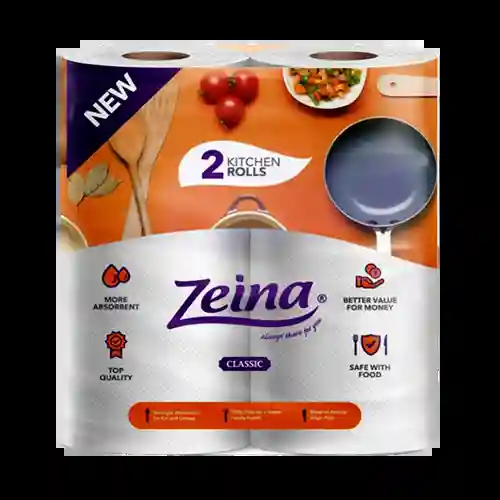 NEW
2 KITCHEN
ROLLS
Zeina®
Always there for you
CLASSIC
MORE
ABSORBENT
BETTER VALUE
FOR MONEY
TOP
QUALITY
SAFE WITH
FOOD